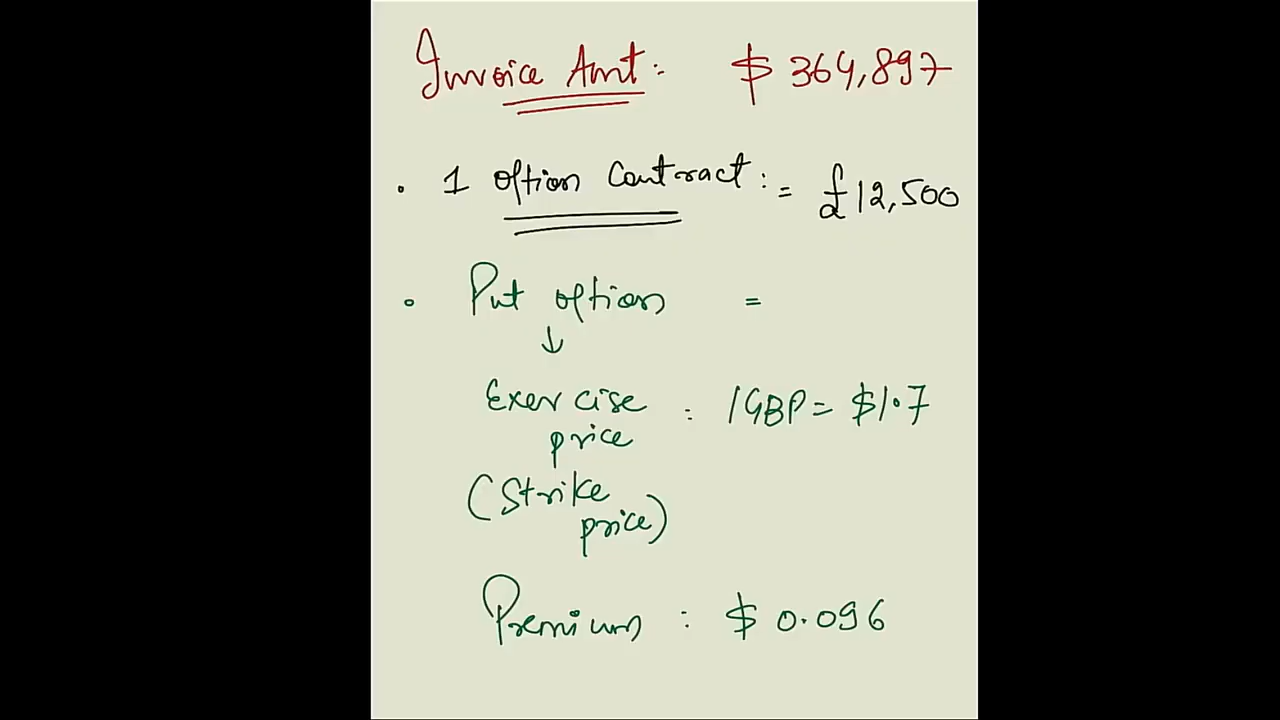 Invoice Amt: $ 364,897
• 1 option contract: = £12,500
• Put option =
↓
Exercise : 1GBP = $1.7
price
(Strike
price)
Premium : $ 0.096